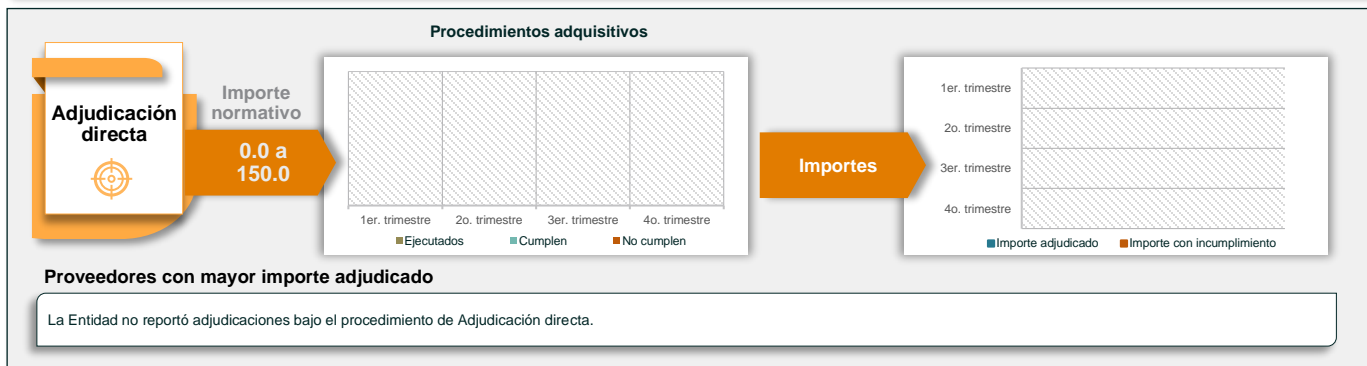 Procedimientos adquisitivos
Adjudicación
directa
Importe
normativo
0.0 a
150.0
1er. trimestre 2o. trimestre 3er. trimestre 4o. trimestre
Ejecutados Cumplen No cumplen
Importes
1er. trimestre
2o. trimestre
3er. trimestre
4o. trimestre
Importe adjudicado Importe con incumplimiento
Proveedores con mayor importe adjudicado
La Entidad no reportó adjudicaciones bajo el procedimiento de Adjudicación directa.